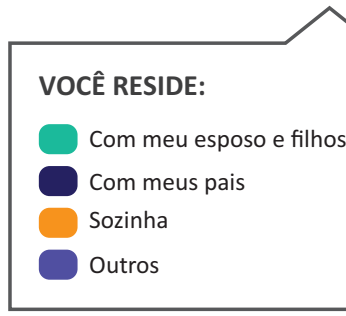 VOCÊ RESIDE:
Com meu esposo e filhos
Com meus pais
Sozinha
Outros